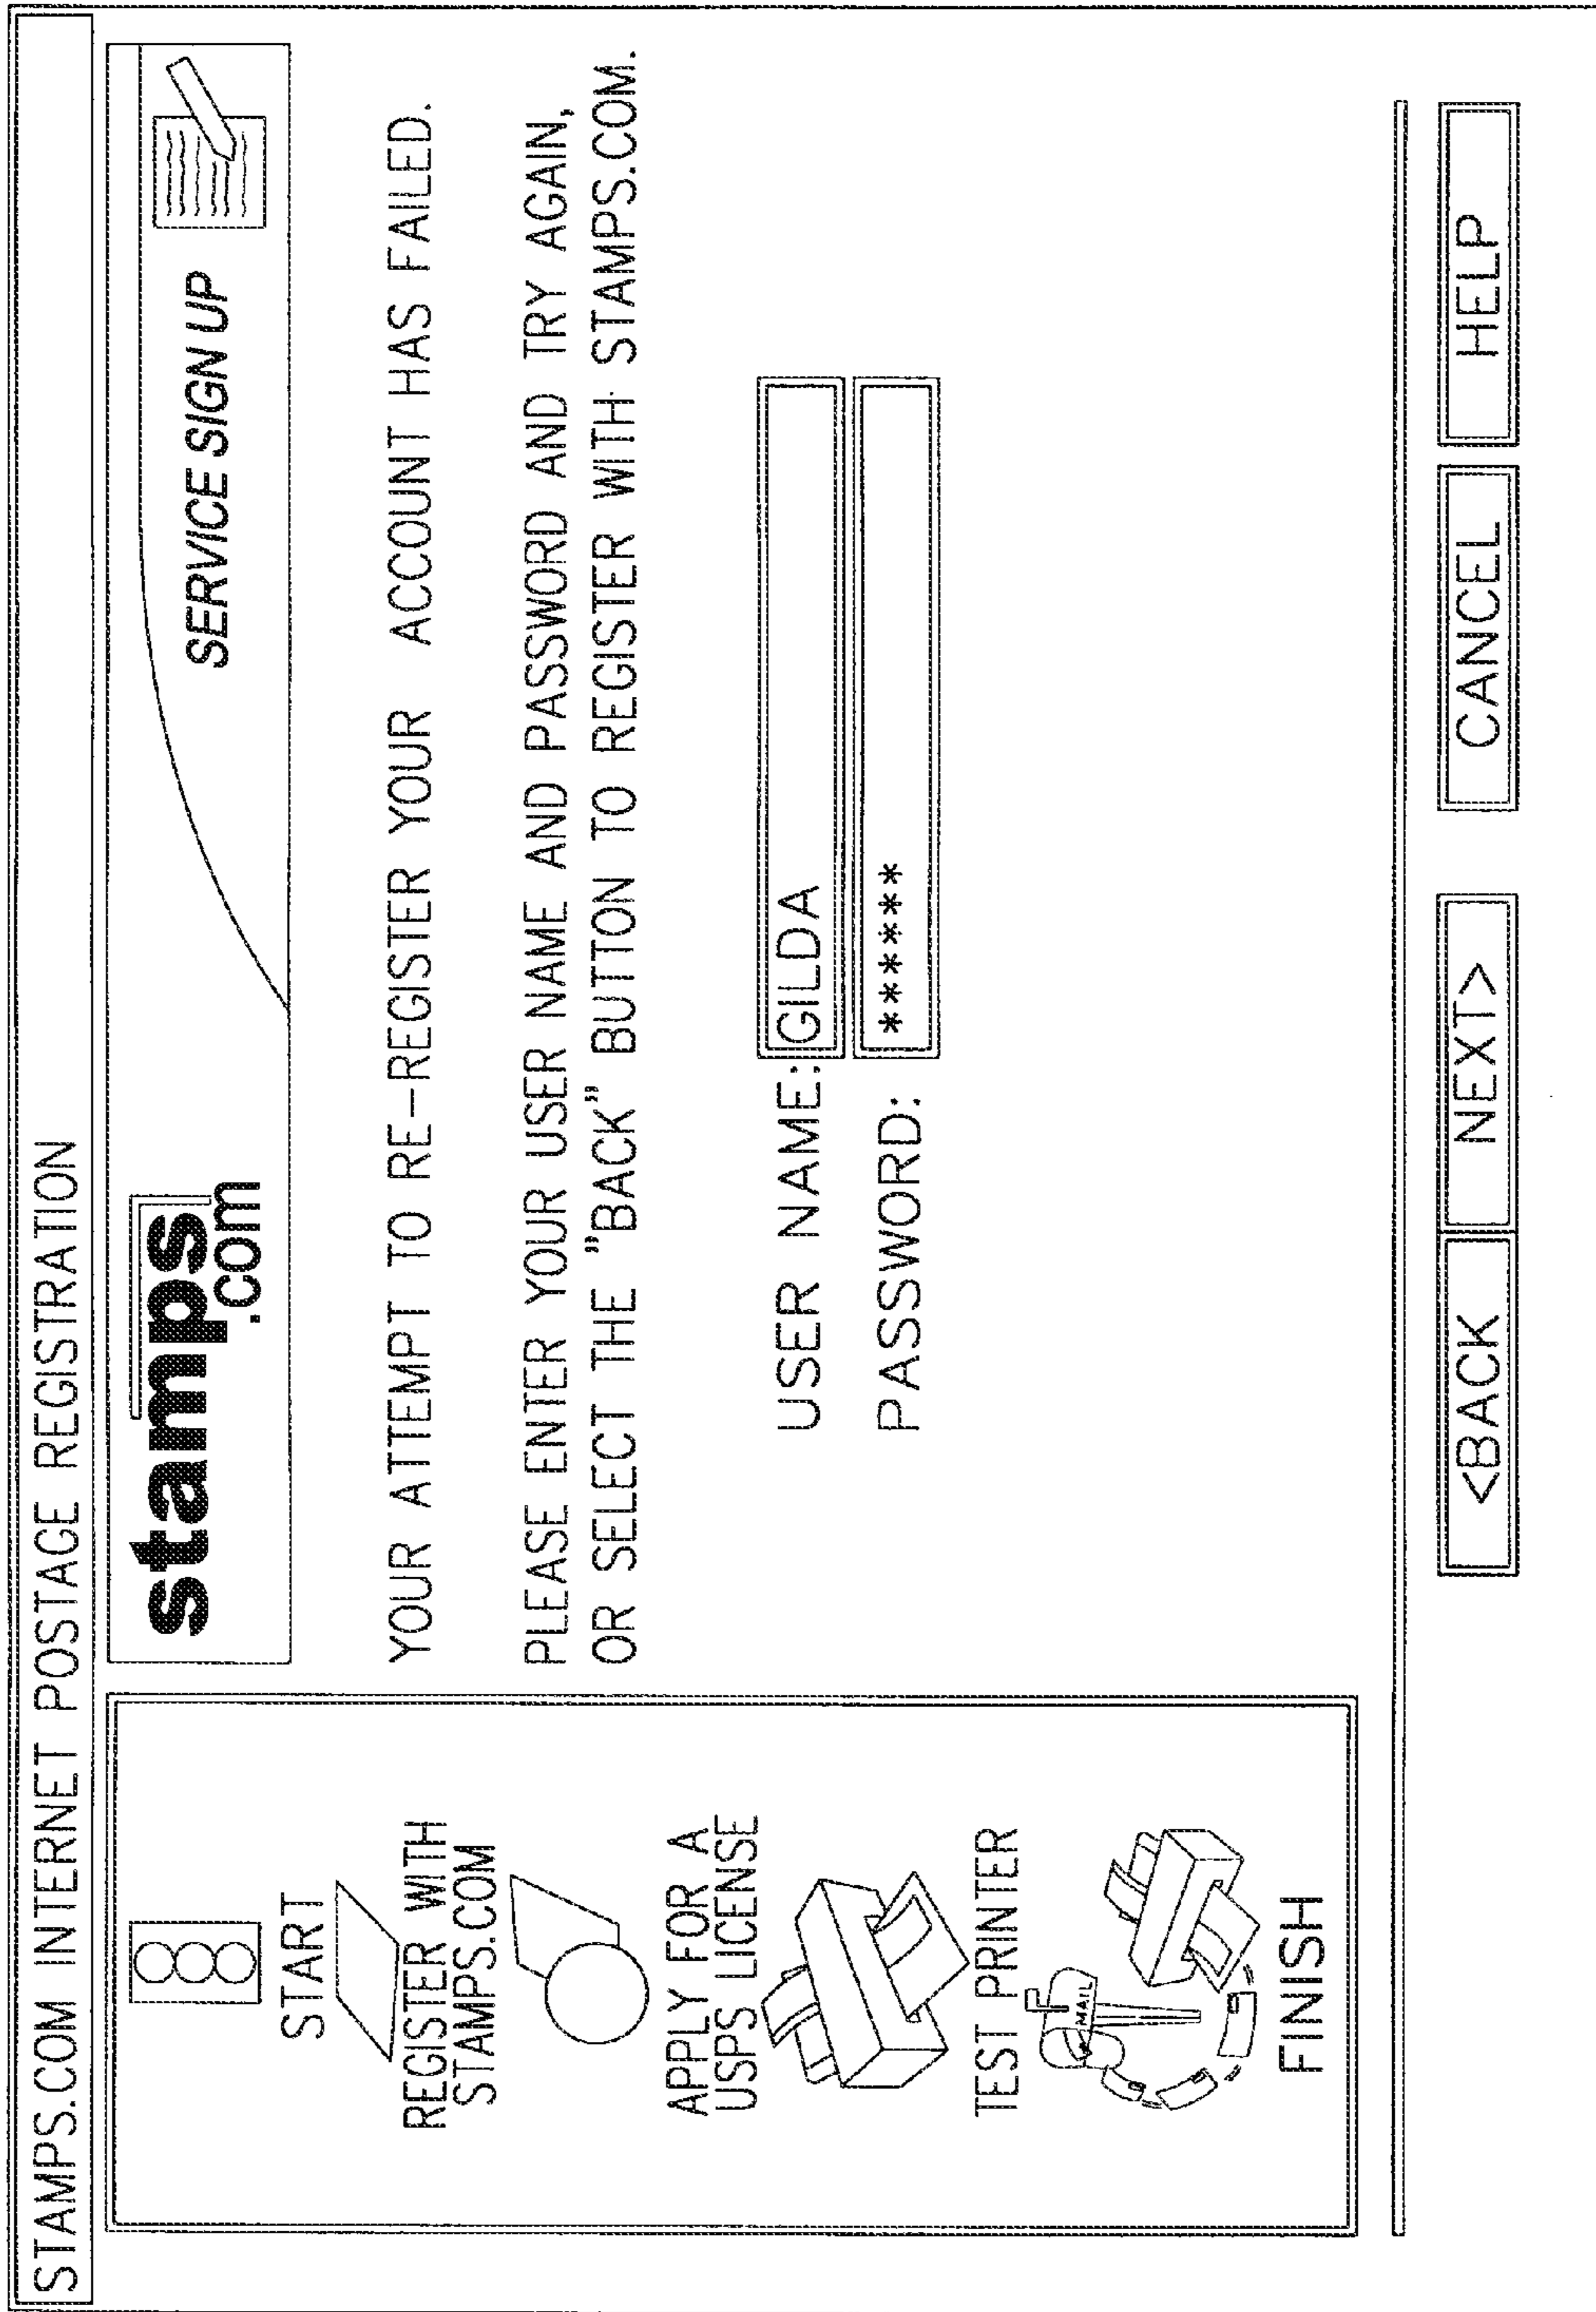 STAMPS.COM INTERNET POSTAGE REGISTRATION
stamps
.com
SERVICE SIGN UP
START
REGISTER WITH
STAMPS.COM
APPLY FOR A
USPS LICENSE
TEST PRINTER
MAIL
FINISH
YOUR ATTEMPT TO RE-REGISTER YOUR ACCOUNT HAS FAILED.
PLEASE ENTER YOUR USER NAME AND PASSWORD AND TRY AGAIN,
OR SELECT THE "BACK" BUTTON TO REGISTER WITH STAMPS.COM.
USER NAME: GILDA
PASSWORD: ******
<BACK NEXT> CANCEL HELP